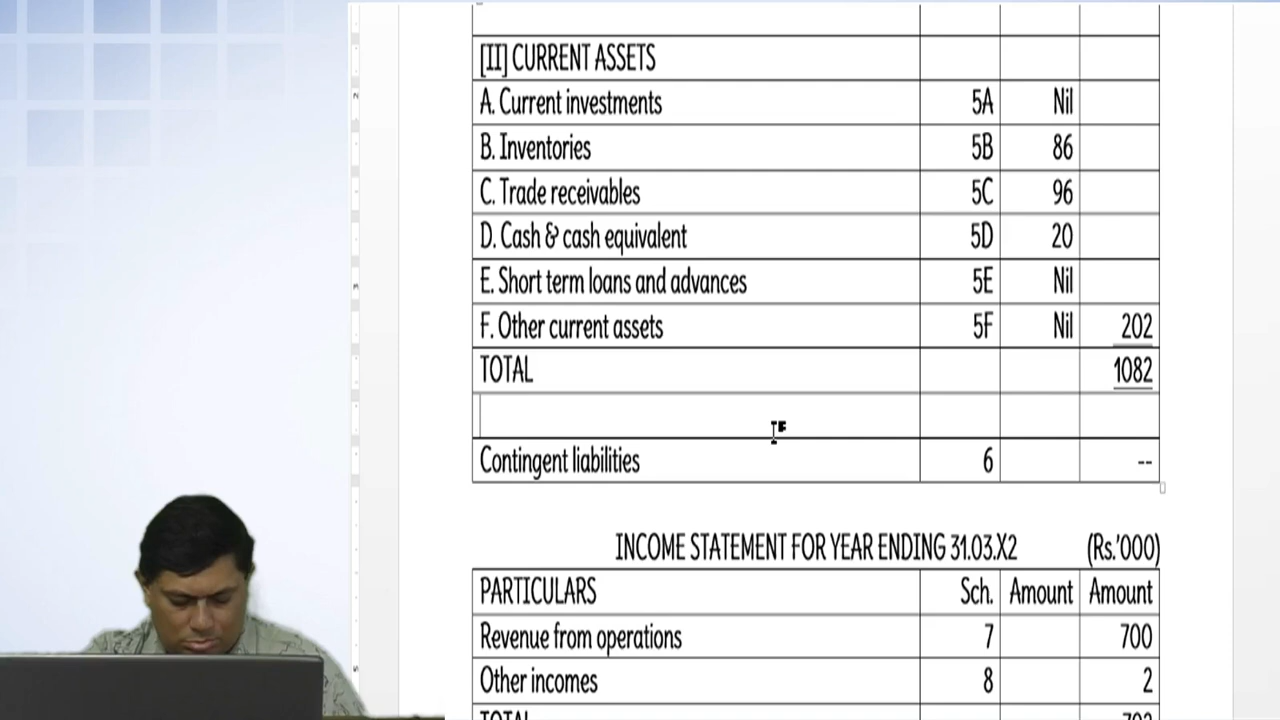 [II] CURRENT ASSETS
A. Current investments 5A Nil
B. Inventories 5B 86
C. Trade receivables 5C 96
D. Cash & cash equivalent 5D 20
E. Short term loans and advances 5E Nil
F. Other current assets 5F Nil 202
TOTAL 1082
Contingent liabilities 6 --
INCOME STATEMENT FOR YEAR ENDING 31.03.X2 (Rs.'000)
PARTICULARS Sch. Amount Amount
Revenue from operations 7 700
Other incomes 8 2
TOTAL 702